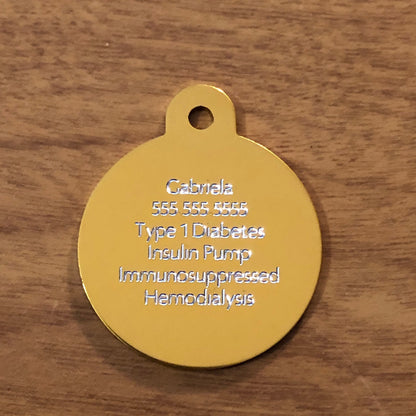 Gabriela
555 555 5555
Type 1 Diabetes
Insulin Pump
Immunosuppressed
Hemodialysis